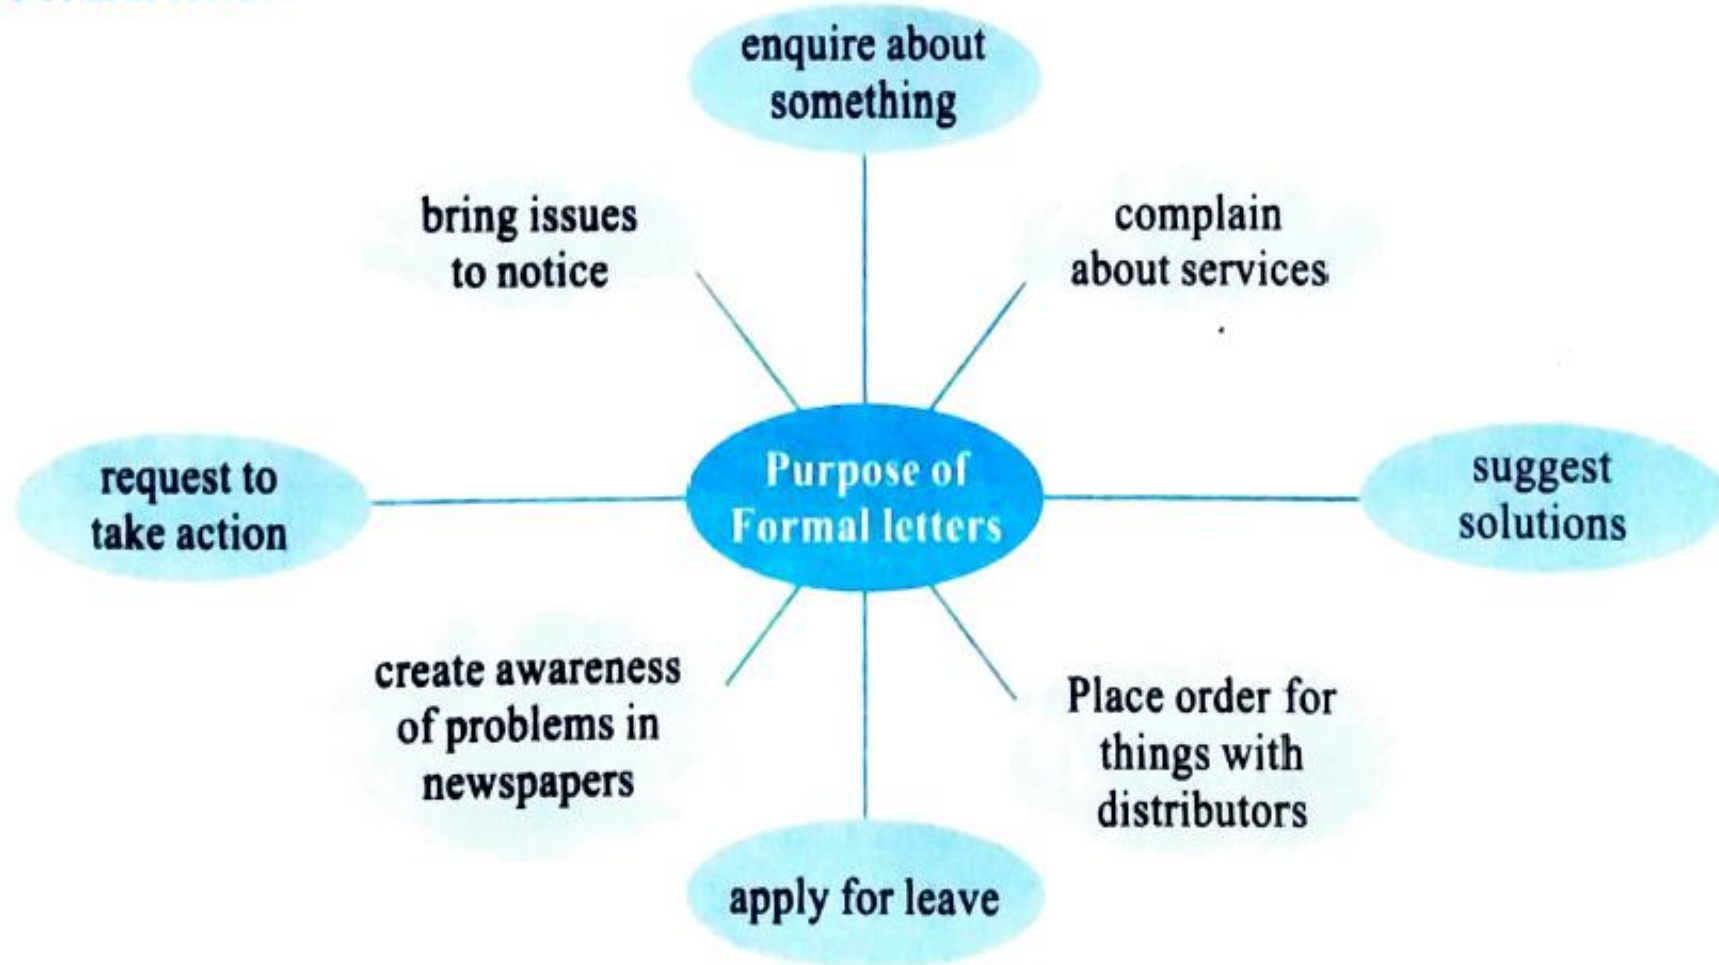 enquire about
something
bring issues
to notice
complain
about services
request to
take action
Purpose of
Formal letters
suggest
solutions
create awareness
of problems in
newspapers
Place order for
things with
distributors
apply for leave